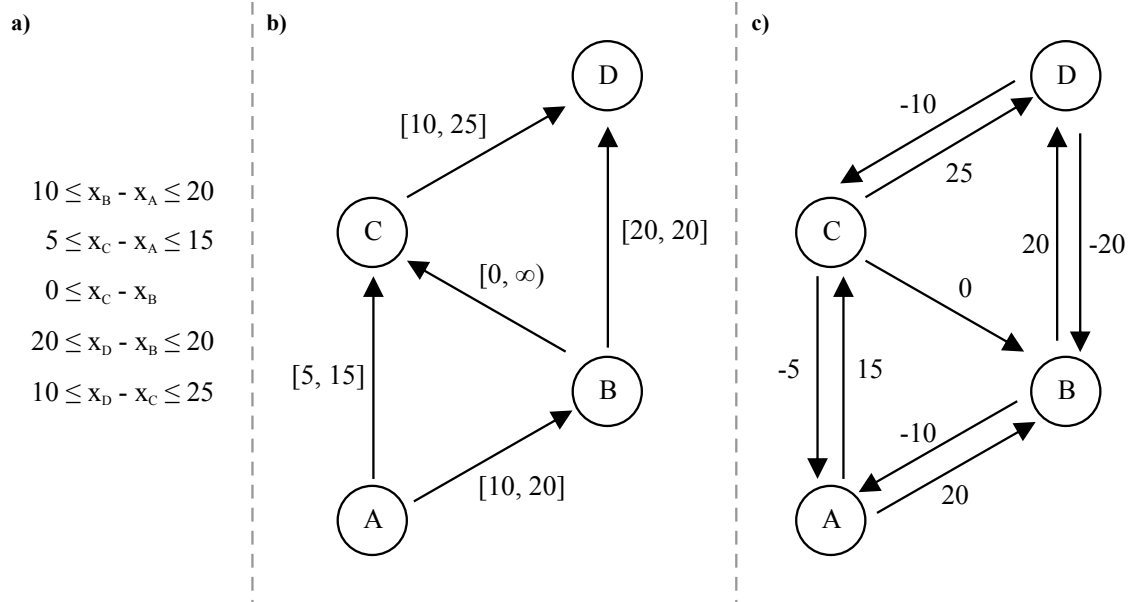 a)
10 ≤ x_B - x_A ≤ 20
5 ≤ x_C - x_A ≤ 15
0 ≤ x_C - x_B
20 ≤ x_D - x_B ≤ 20
10 ≤ x_D - x_C ≤ 25
b)
D
[10, 25]
C
[20, 20]
[0, ∞)
[5, 15]
B
[10, 20]
A
c)
D
-10
25
C
20
-20
0
-5
15
B
-10
20
A